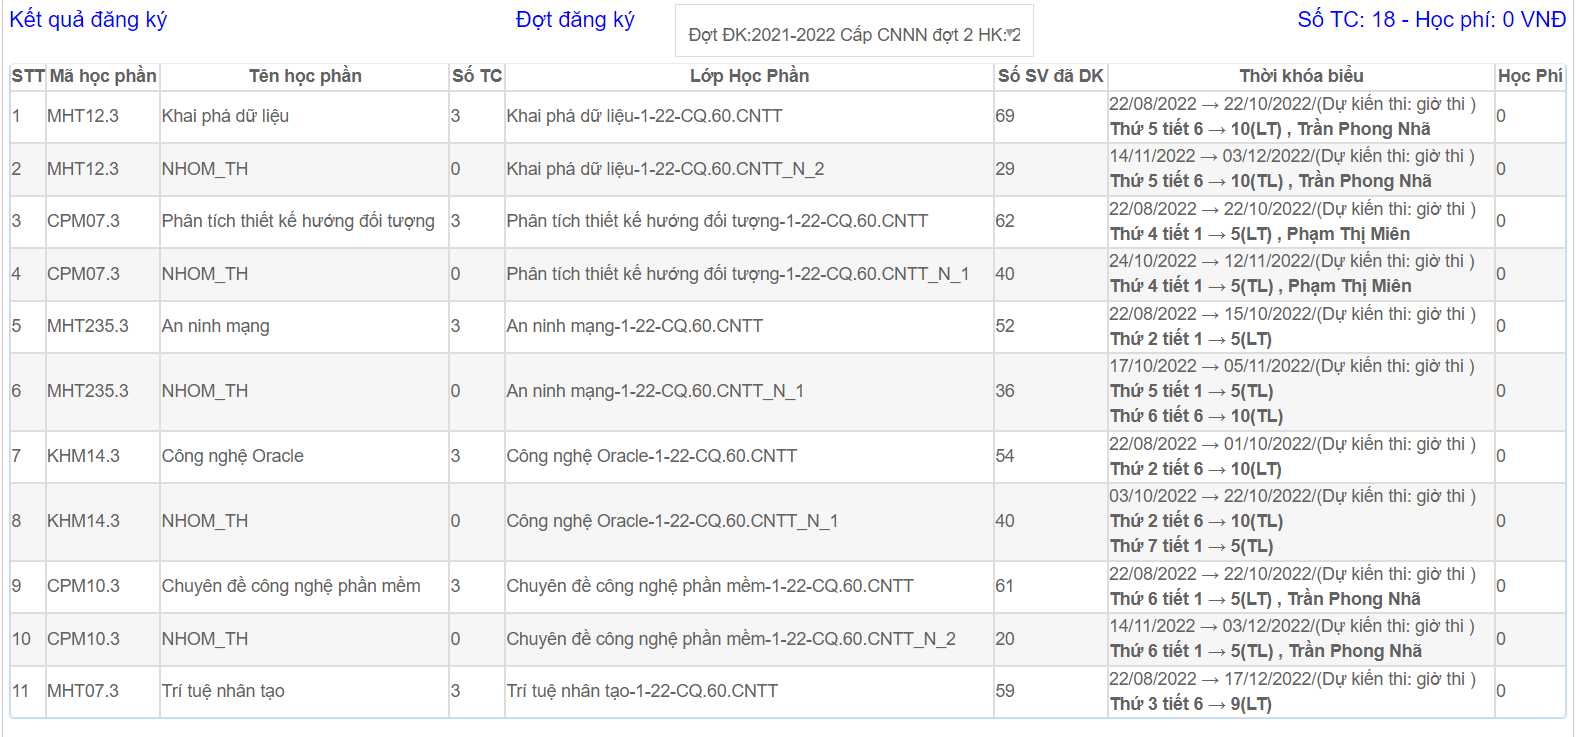 Kết quả đăng ký Đợt đăng ký Đợt ĐK:2021-2022 Cấp CNNN đợt 2 HK: 2 Số TC: 18 - Học phí: 0 VNĐ
STT Mã học phần Tên học phần Số TC Lớp Học Phần Số SV đã DK Thời khóa biểu Học Phí
1 MHT12.3 Khai phá dữ liệu 3 Khai phá dữ liệu-1-22-CQ.60.CNTT 69 22/08/2022 → 22/10/2022/(Dự kiến thi: giờ thi ) 0
Thứ 5 tiết 6 → 10(LT) , Trần Phong Nhã
2 MHT12.3 NHOM_TH 0 Khai phá dữ liệu-1-22-CQ.60.CNTT_N_2 29 14/11/2022 → 03/12/2022/(Dự kiến thi: giờ thi ) 0
Thứ 5 tiết 6 → 10(TL) , Trần Phong Nhã
3 CPM07.3 Phân tích thiết kế hướng đối tượng 3 Phân tích thiết kế hướng đối tượng-1-22-CQ.60.CNTT 62 22/08/2022 → 22/10/2022/(Dự kiến thi: giờ thi ) 0
Thứ 4 tiết 1 → 5(LT) , Phạm Thị Miên
4 CPM07.3 NHOM_TH 0 Phân tích thiết kế hướng đối tượng-1-22-CQ.60.CNTT_N_1 40 24/10/2022 → 12/11/2022/(Dự kiến thi: giờ thi ) 0
Thứ 4 tiết 1 → 5(TL) , Phạm Thị Miên
5 MHT235.3 An ninh mạng 3 An ninh mạng-1-22-CQ.60.CNTT 52 22/08/2022 → 15/10/2022/(Dự kiến thi: giờ thi ) 0
Thứ 2 tiết 1 → 5(LT)
6 MHT235.3 NHOM_TH 0 An ninh mạng-1-22-CQ.60.CNTT_N_1 36 17/10/2022 → 05/11/2022/(Dự kiến thi: giờ thi ) 0
Thứ 5 tiết 1 → 5(TL)
Thứ 6 tiết 6 → 10(TL)
7 KHM14.3 Công nghệ Oracle 3 Công nghệ Oracle-1-22-CQ.60.CNTT 54 22/08/2022 → 01/10/2022/(Dự kiến thi: giờ thi ) 0
Thứ 2 tiết 6 → 10(LT)
8 KHM14.3 NHOM_TH 0 Công nghệ Oracle-1-22-CQ.60.CNTT_N_1 40 03/10/2022 → 22/10/2022/(Dự kiến thi: giờ thi ) 0
Thứ 2 tiết 6 → 10(TL)
Thứ 7 tiết 1 → 5(TL)
9 CPM10.3 Chuyên đề công nghệ phần mềm 3 Chuyên đề công nghệ phần mềm-1-22-CQ.60.CNTT 61 22/08/2022 → 22/10/2022/(Dự kiến thi: giờ thi ) 0
Thứ 6 tiết 1 → 5(LT) , Trần Phong Nhã
10 CPM10.3 NHOM_TH 0 Chuyên đề công nghệ phần mềm-1-22-CQ.60.CNTT_N_2 20 14/11/2022 → 03/12/2022/(Dự kiến thi: giờ thi ) 0
Thứ 6 tiết 1 → 5(TL) , Trần Phong Nhã
11 MHT07.3 Trí tuệ nhân tạo 3 Trí tuệ nhân tạo-1-22-CQ.60.CNTT 59 22/08/2022 → 17/12/2022/(Dự kiến thi: giờ thi ) 0
Thứ 3 tiết 6 → 9(LT)